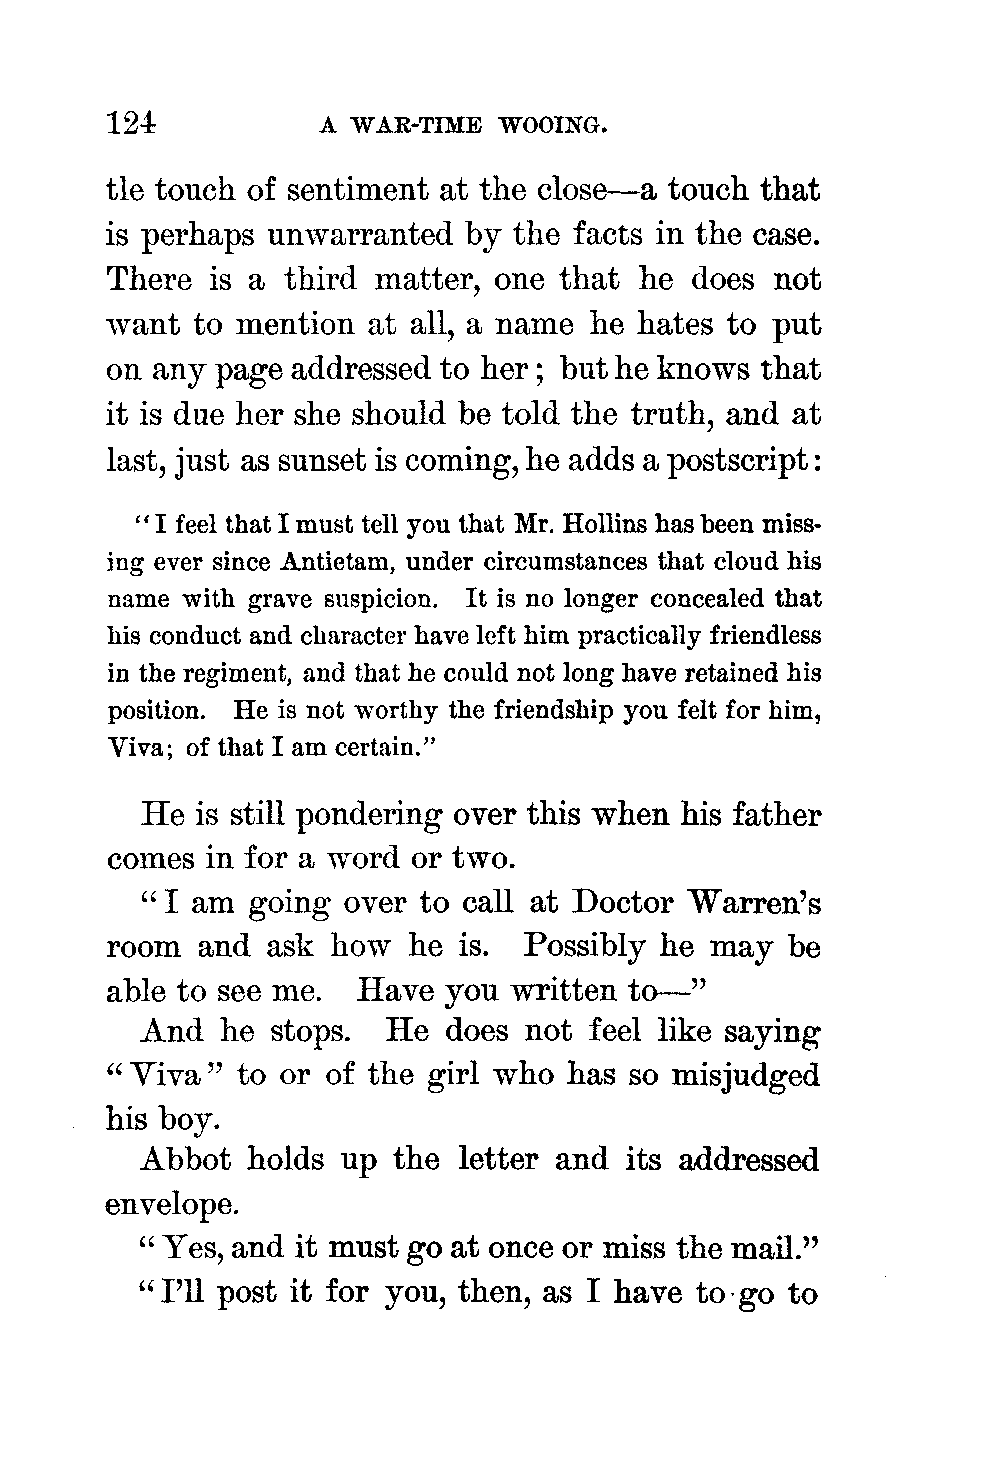 124 A WAR-TIME WOOING.
tle touch of sentiment at the close—a touch that
is perhaps unwarranted by the facts in the case.
There is a third matter, one that he does not
want to mention at all, a name he hates to put
on any page addressed to her; but he knows that
it is due her she should be told the truth, and at
last, just as sunset is coming, he adds a postscript:
"I feel that I must tell you that Mr. Hollins has been miss-
ing ever since Antietam, under circumstances that cloud his
name with grave suspicion. It is no longer concealed that
his conduct and character have left him practically friendless
in the regiment, and that he could not long have retained his
position. He is not worthy the friendship you felt for him,
Viva; of that I am certain."
He is still pondering over this when his father
comes in for a word or two.
"I am going over to call at Doctor Warren's
room and ask how he is. Possibly he may be
able to see me. Have you written to—"
And he stops. He does not feel like saying
"Viva" to or of the girl who has so misjudged
his boy.
Abbot holds up the letter and its addressed
envelope.
"Yes, and it must go at once or miss the mail."
"I'll post it for you, then, as I have to go to